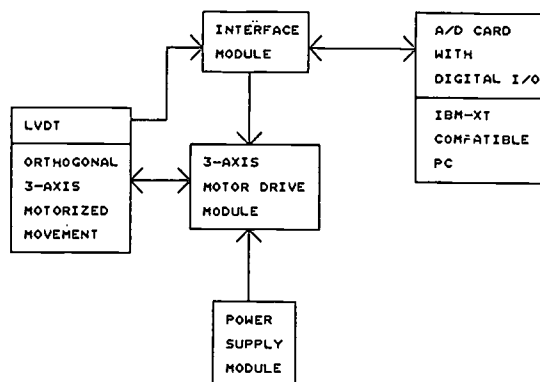 INTERFACE
MODULE
A/D CARD
WITH
DIGITAL I/O
IBM-XT
COMPATIBLE
PC
LVDT
ORTHOGONAL
3-AXIS
MOTORIZED
MOVEMENT
3-AXIS
MOTOR DRIVE
MODULE
POWER
SUPPLY
MODULE